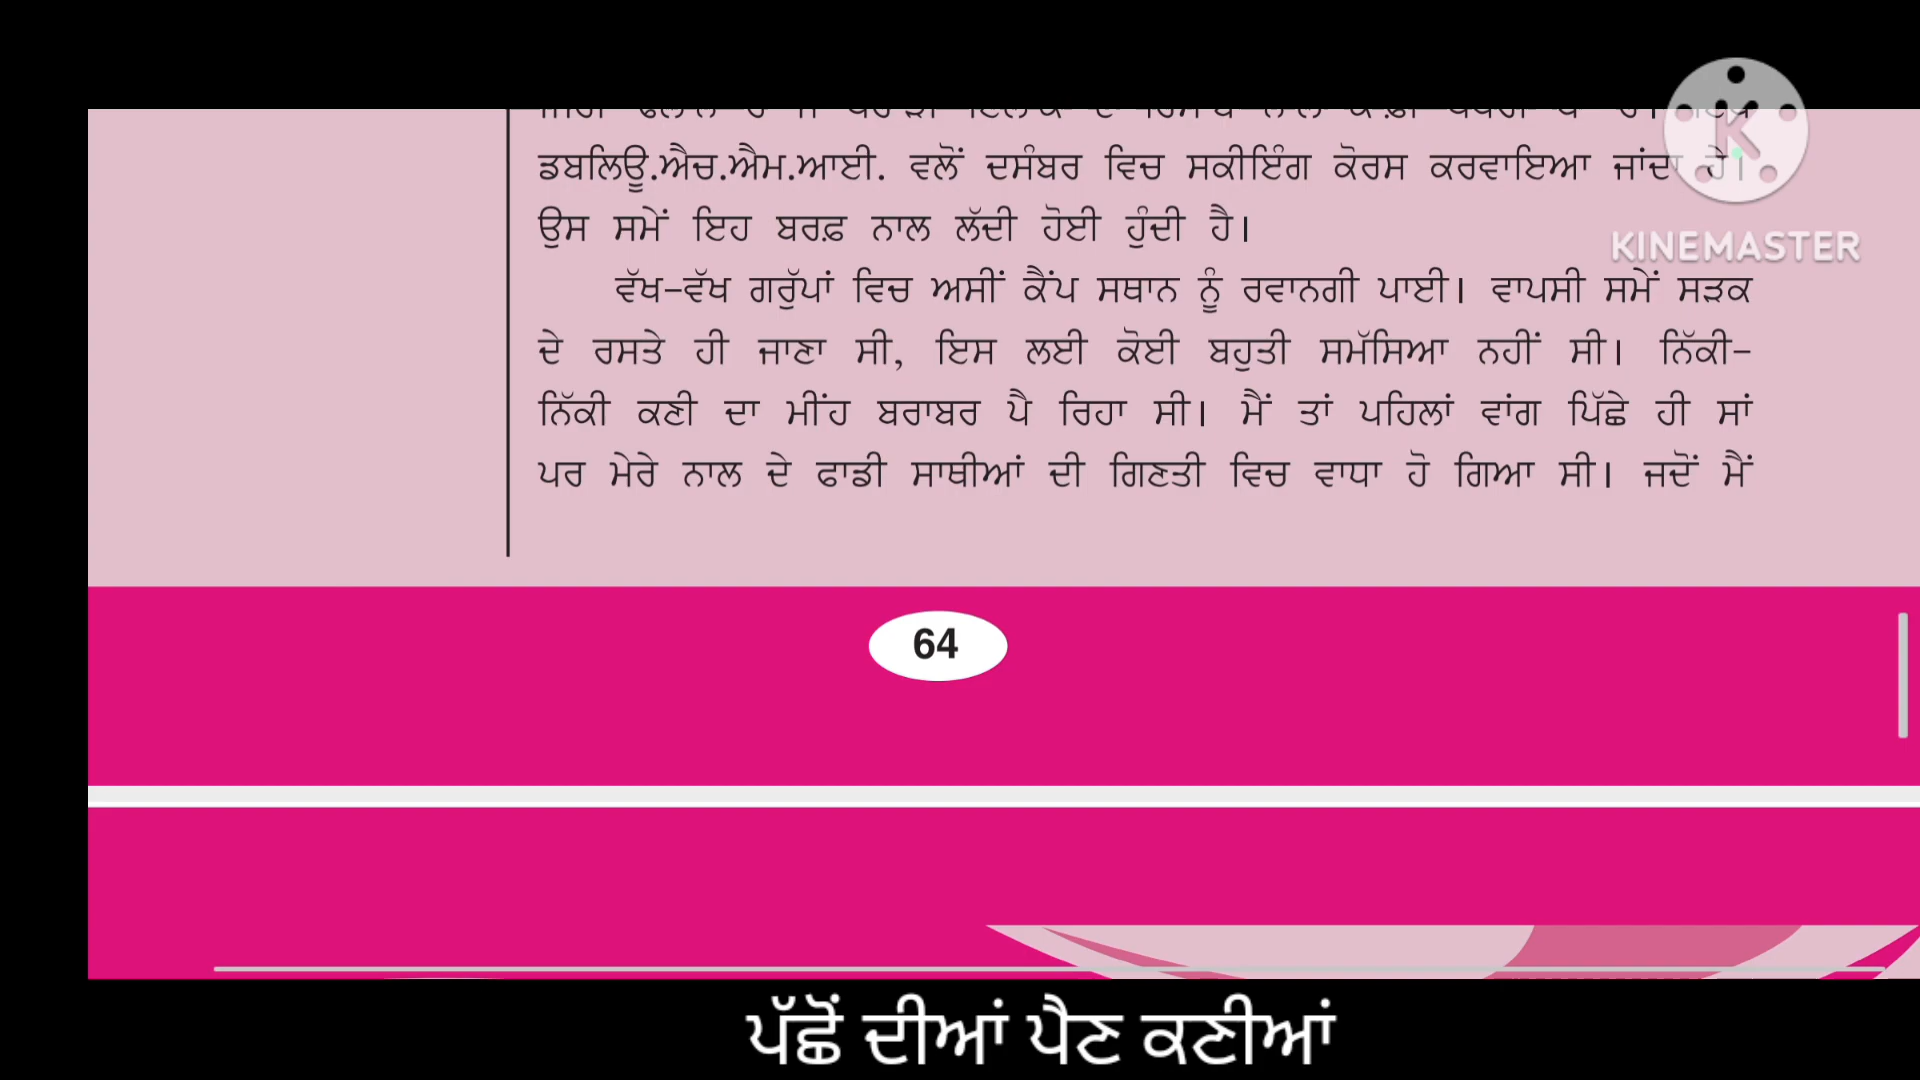 ਡਬਲਿਊ.ਐਚ.ਐਮ.ਆਈ. ਵਲੋਂ ਦਸੰਬਰ ਵਿਚ ਸਕੀਇੰਗ ਕੋਰਸ ਕਰਵਾਇਆ ਜਾਂਦਾ ਹੈ।
ਉਸ ਸਮੇਂ ਇਹ ਬਰਫ਼ ਨਾਲ ਲੱਦੀ ਹੋਈ ਹੁੰਦੀ ਹੈ।
KINEMASTER
ਵੱਖ-ਵੱਖ ਗਰੁੱਪਾਂ ਵਿਚ ਅਸੀਂ ਕੈਂਪ ਸਥਾਨ ਨੂੰ ਰਵਾਨਗੀ ਪਾਈ। ਵਾਪਸੀ ਸਮੇਂ ਸੜਕ
ਦੇ ਰਸਤੇ ਹੀ ਜਾਣਾ ਸੀ, ਇਸ ਲਈ ਕੋਈ ਬਹੁਤੀ ਸਮੱਸਿਆ ਨਹੀਂ ਸੀ। ਨਿੱਕੀ-
ਨਿੱਕੀ ਕਣੀ ਦਾ ਮੀਂਹ ਬਰਾਬਰ ਪੈ ਰਿਹਾ ਸੀ। ਮੈਂ ਤਾਂ ਪਹਿਲਾਂ ਵਾਂਗ ਪਿੱਛੇ ਹੀ ਸਾਂ
ਪਰ ਮੇਰੇ ਨਾਲ ਦੇ ਫਾਡੀ ਸਾਥੀਆਂ ਦੀ ਗਿਣਤੀ ਵਿਚ ਵਾਧਾ ਹੋ ਗਿਆ ਸੀ। ਜਦੋਂ ਮੈਂ
64
ਪੱਛੋਂ ਦੀਆਂ ਪੈਣ ਕਣੀਆਂ